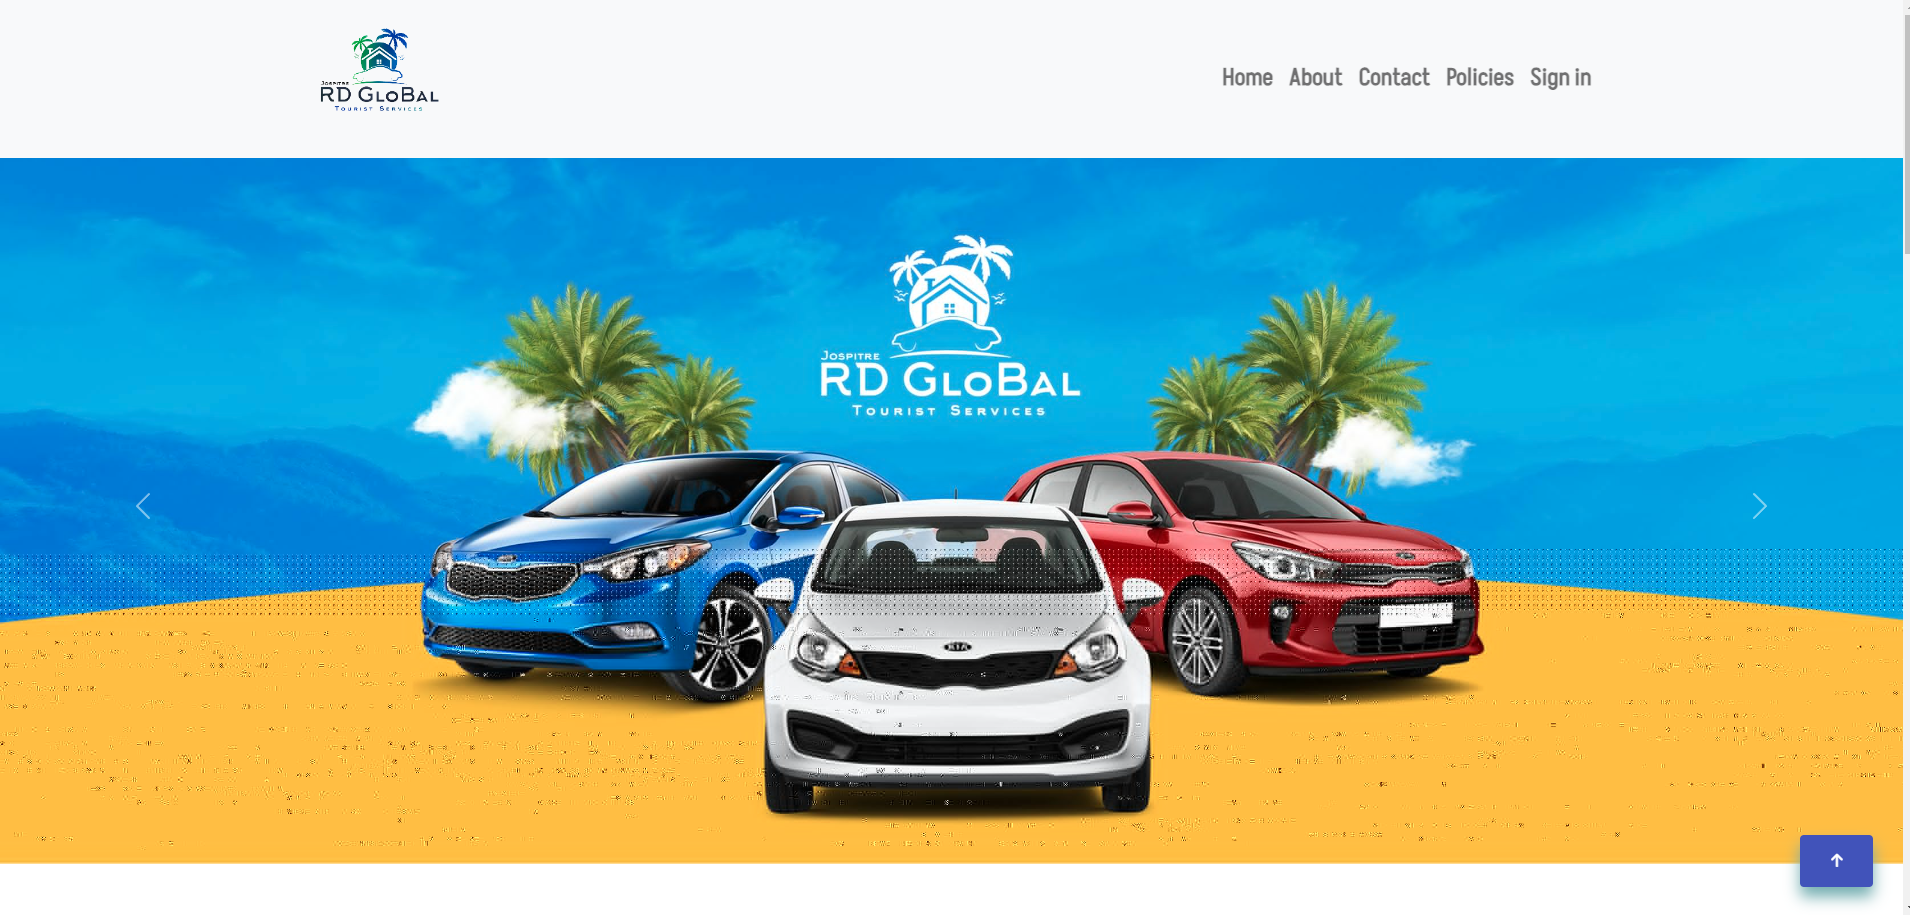 Jospitre
RD GloBal
Tourist Services
Home About Contact Policies Sign in
Jospitre
RD GloBal
Tourist Services
KIA